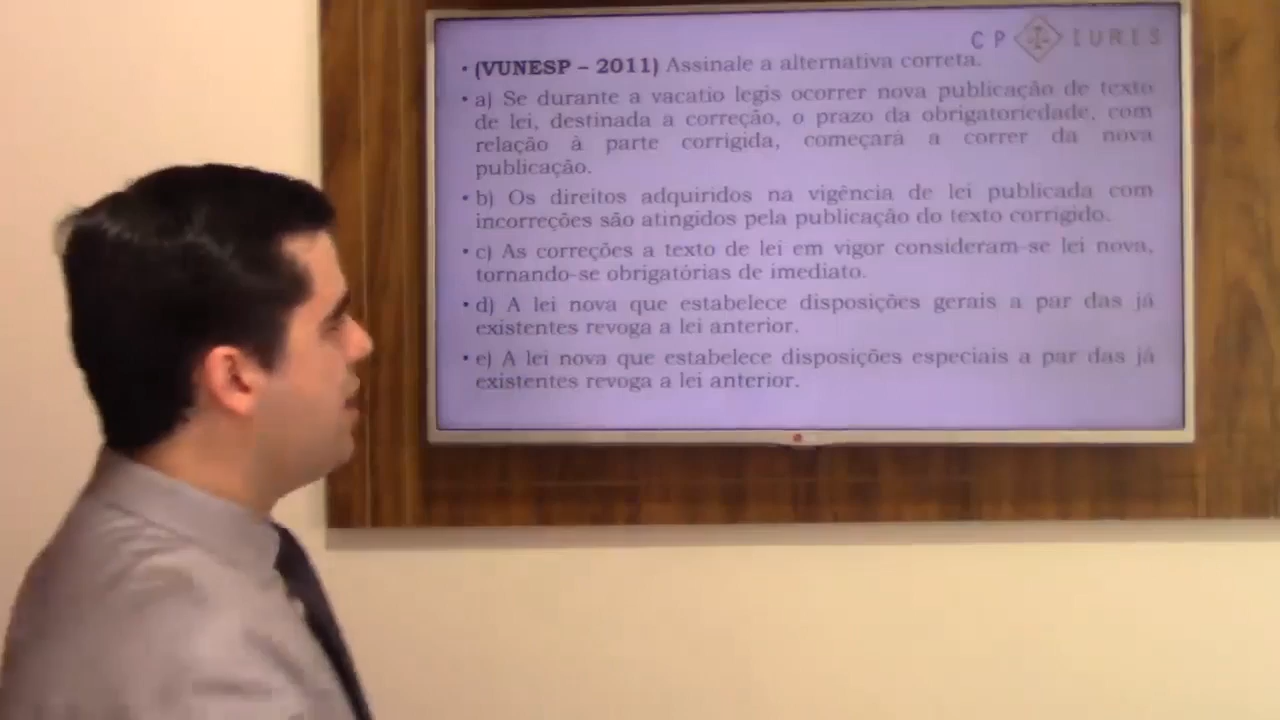 CP IURIS
• (VUNESP – 2011) Assinale a alternativa correta.
• a) Se durante a vacatio legis ocorrer nova publicação de texto
de lei, destinada a correção, o prazo da obrigatoriedade, com
relação à parte corrigida, começará a correr da nova
publicação.
• b) Os direitos adquiridos na vigência de lei publicada com
incorreções são atingidos pela publicação do texto corrigido.
• c) As correções a texto de lei em vigor consideram-se lei nova,
tornando-se obrigatórias de imediato.
• d) A lei nova que estabelece disposições gerais a par das já
existentes revoga a lei anterior.
• e) A lei nova que estabelece disposições especiais a par das já
existentes revoga a lei anterior.